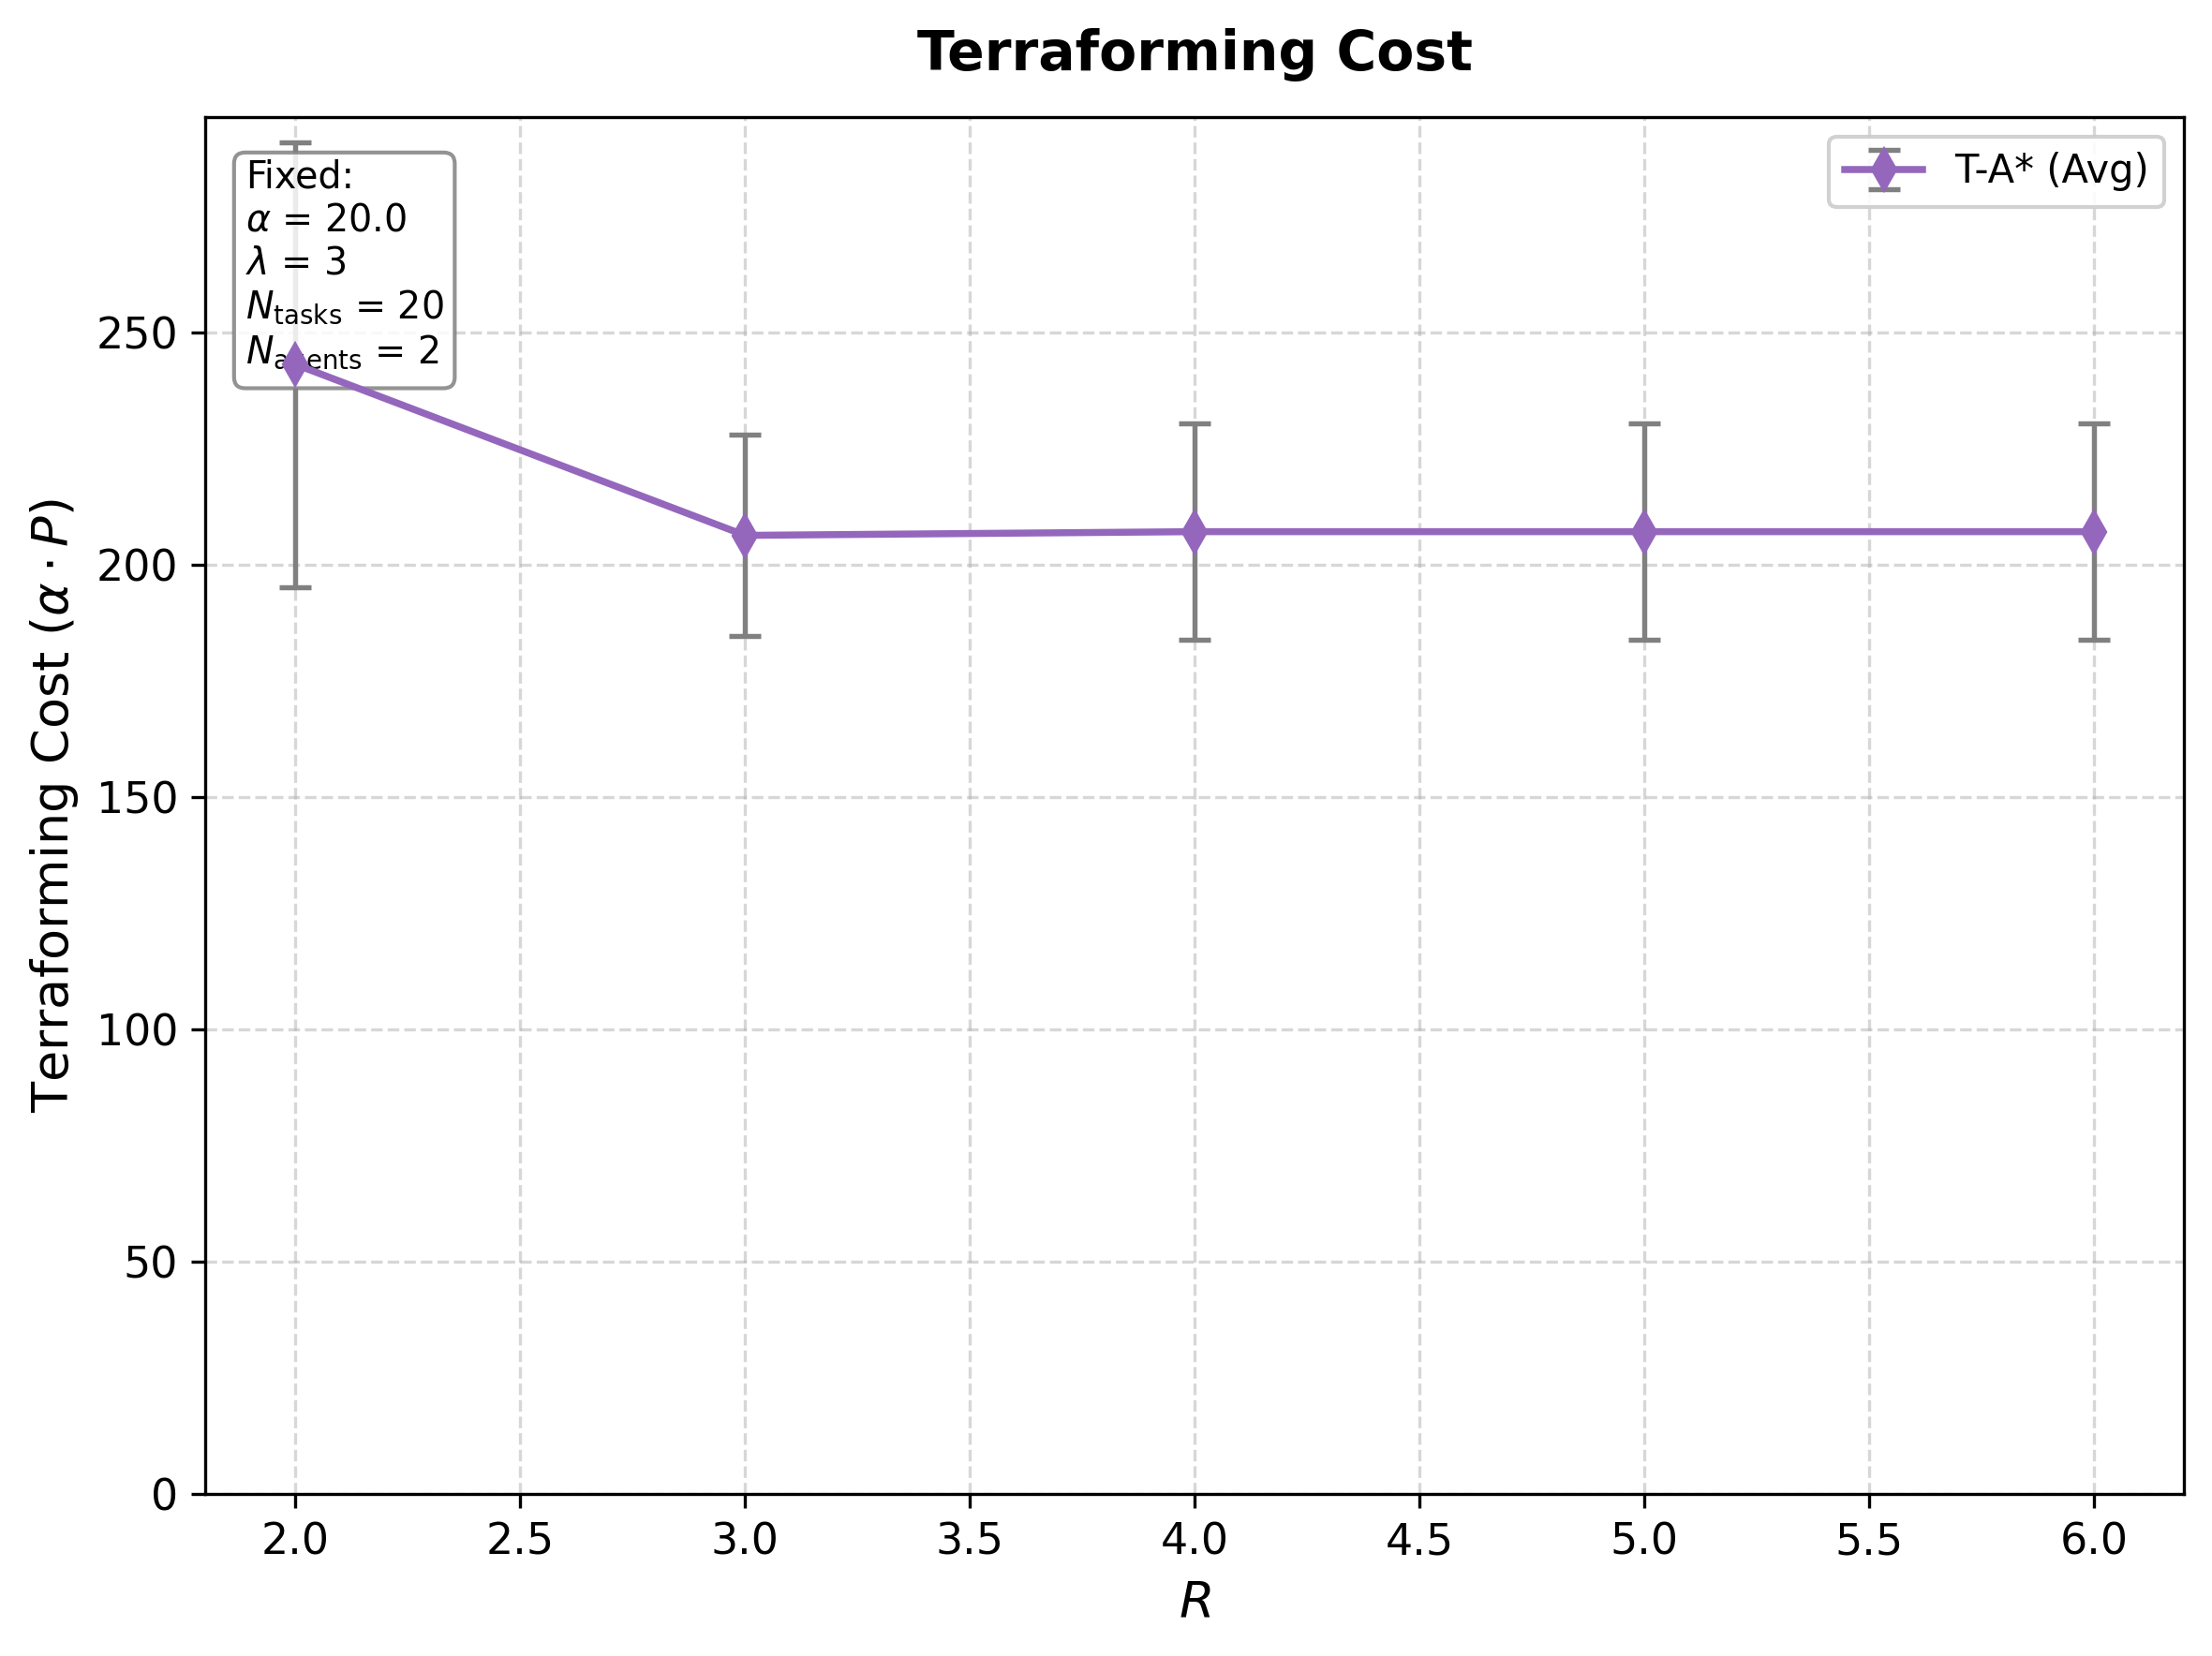 Terraforming Cost
Fixed:
α = 20.0
λ = 3
N_tasks = 20
N_agents = 2
T-A* (Avg)
Terraforming Cost (α · P)
250
200
150
100
50
0
2.0 2.5 3.0 3.5 4.0 4.5 5.0 5.5 6.0
R